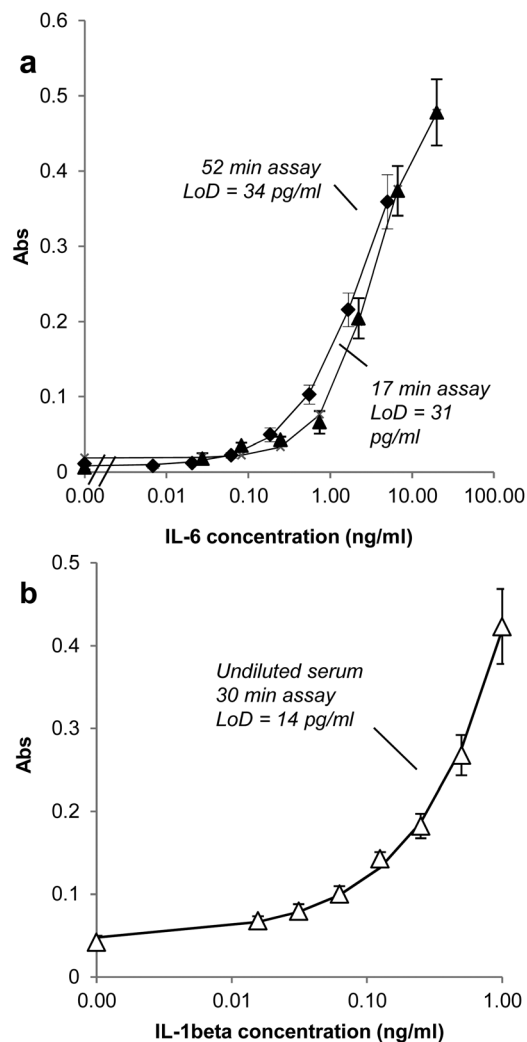 a
0.6
0.5
0.4
0.3
0.2
0.1
0
Abs
52 min assay
LoD = 34 pg/ml
17 min assay
LoD = 31
pg/ml
0.00 0.01 0.10 1.00 10.00 100.00
IL-6 concentration (ng/ml)
b
0.5
0.4
0.3
0.2
0.1
0
Abs
Undiluted serum
30 min assay
LoD = 14 pg/ml
0.00 0.01 0.10 1.00
IL-1beta concentration (ng/ml)